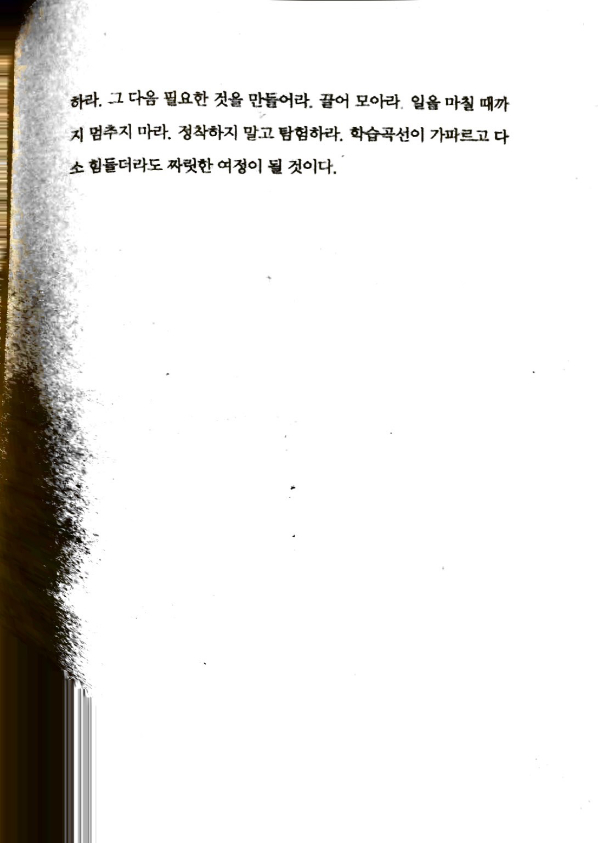 하라. 그 다음 필요한 것을 만들어라. 끌어 모아라. 일을 마칠 때까
지 멈추지 마라. 정착하지 말고 탐험하라. 학습곡선이 가파르고 다
소 힘들더라도 짜릿한 여정이 될 것이다.